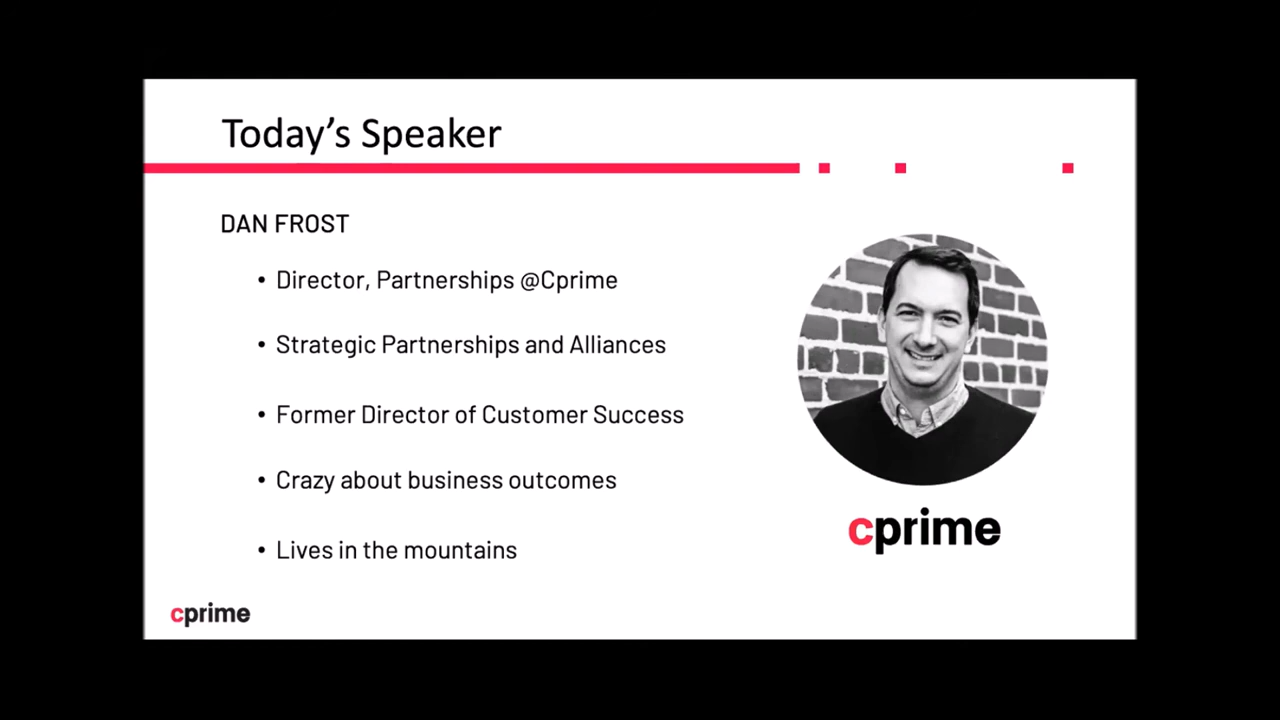 Today's Speaker
DAN FROST
• Director, Partnerships @Cprime
• Strategic Partnerships and Alliances
• Former Director of Customer Success
• Crazy about business outcomes
• Lives in the mountains
cprime
cprime